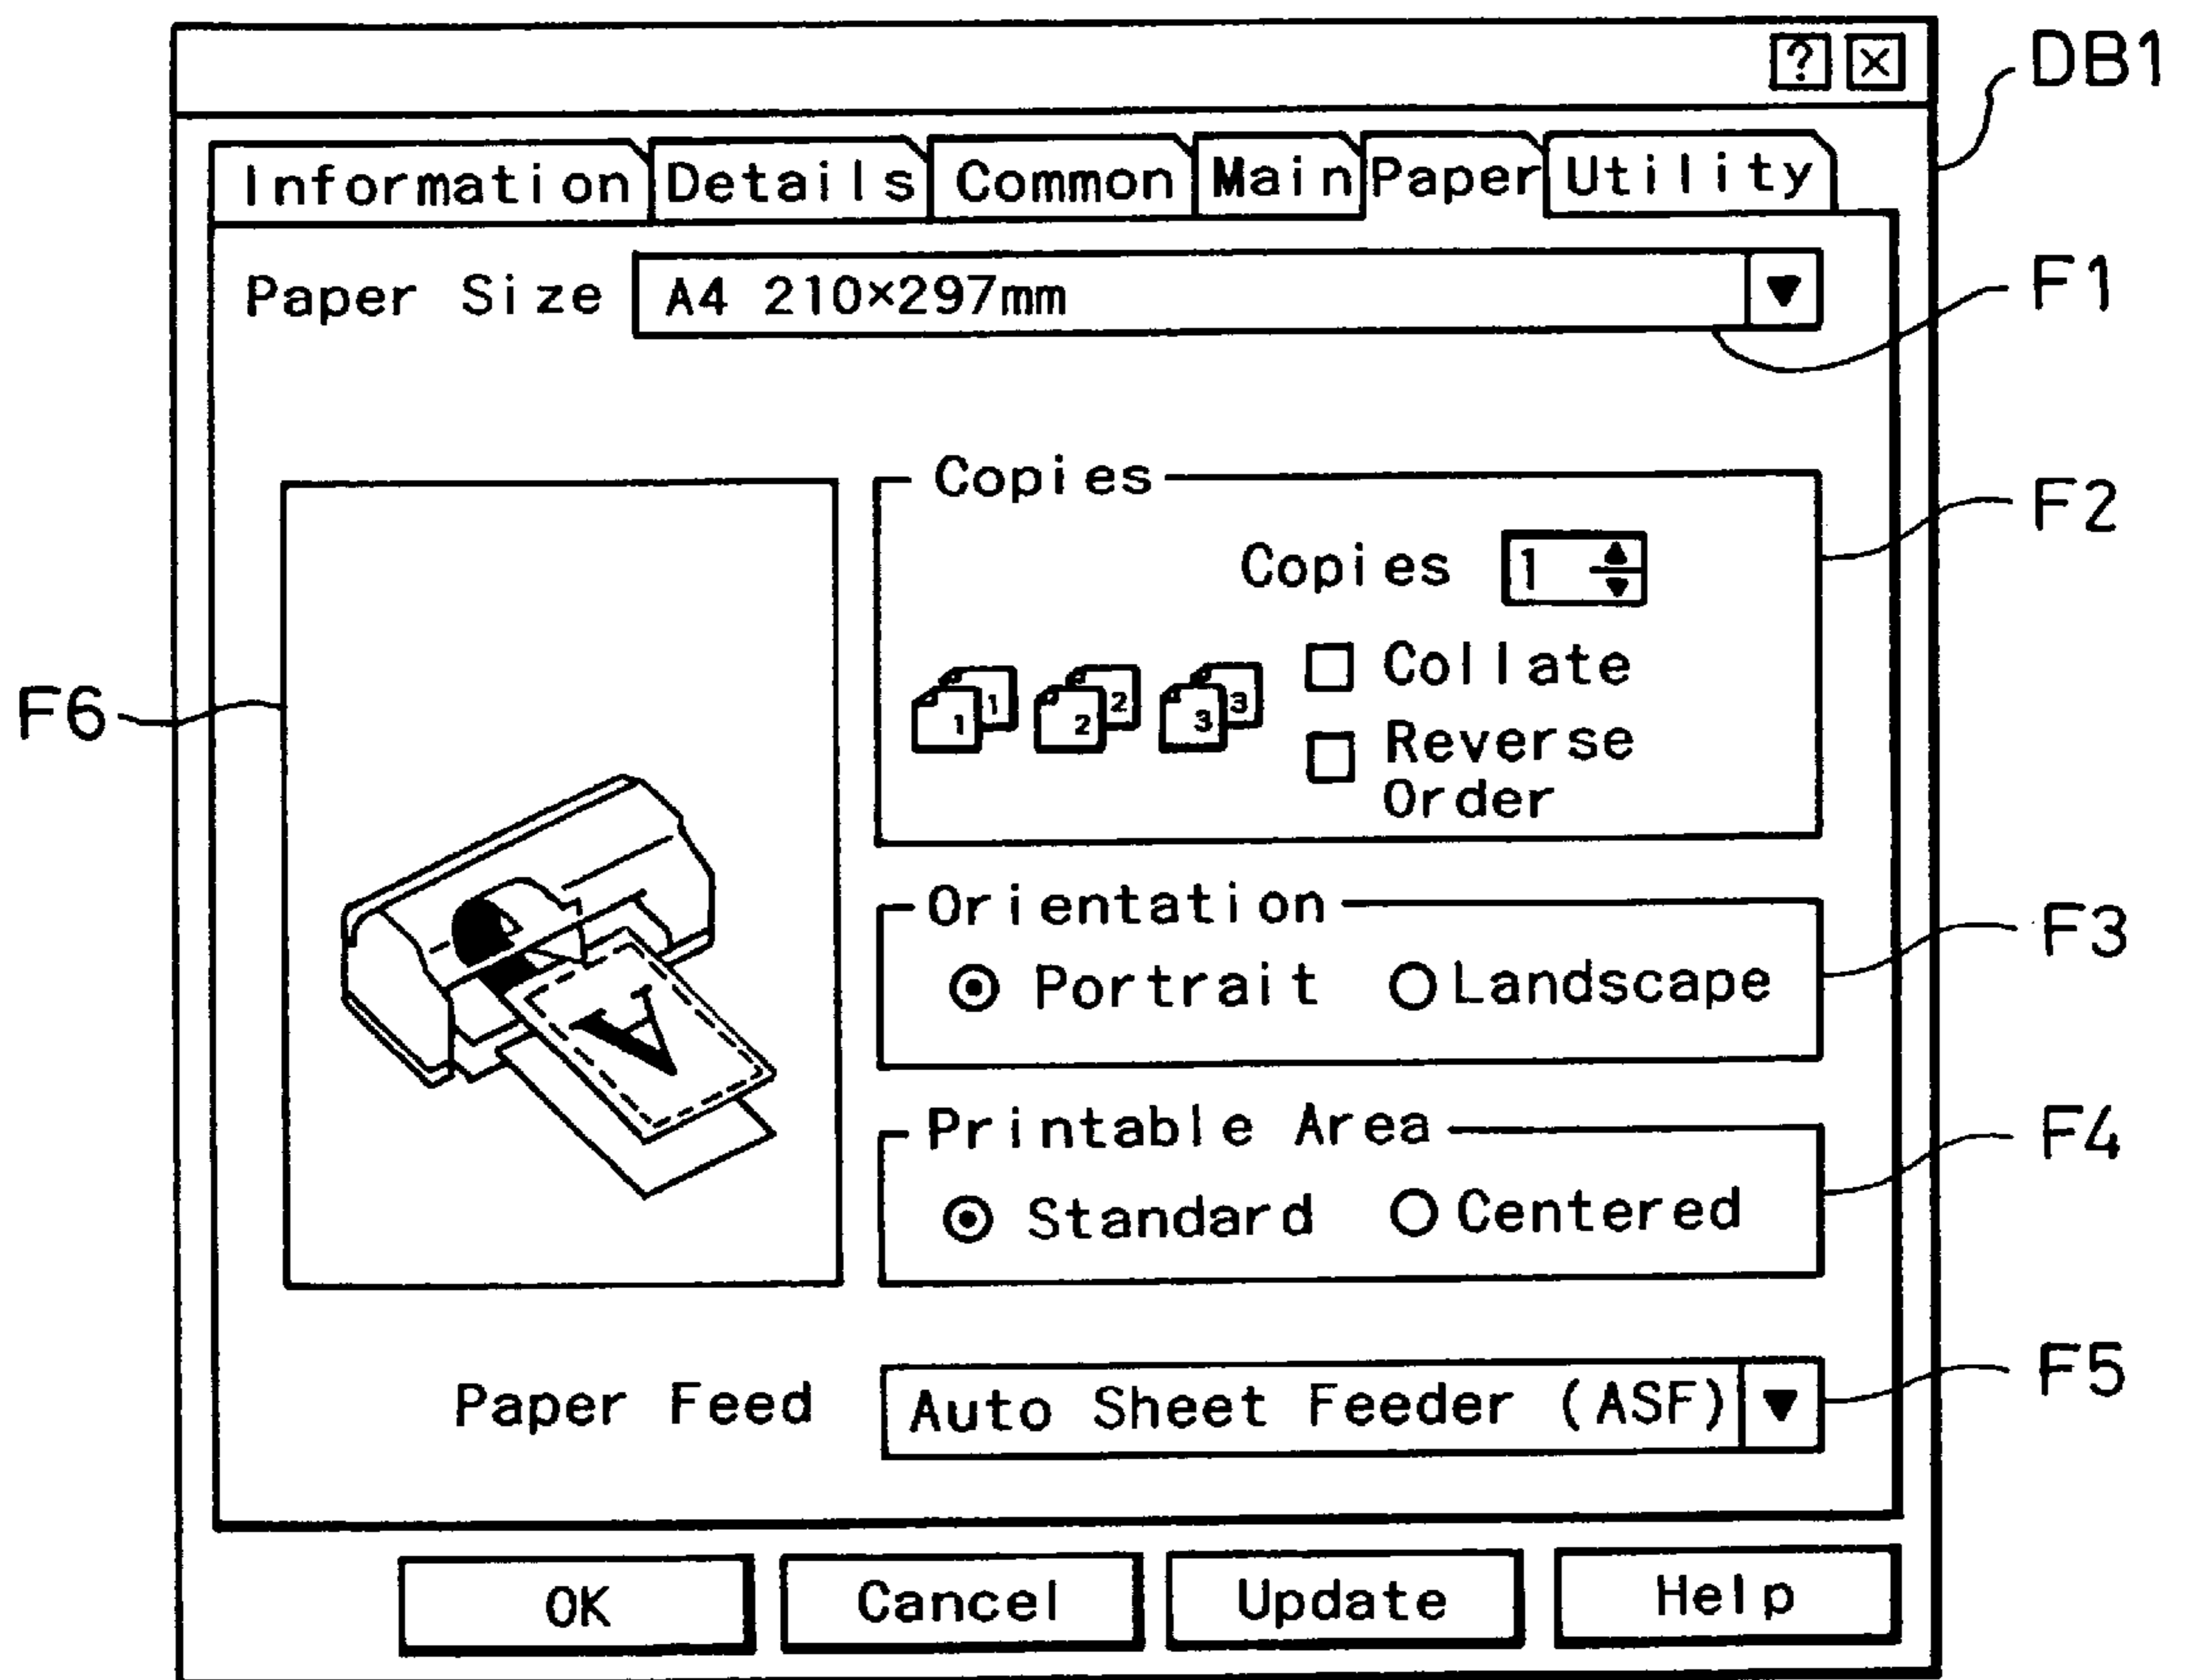 ? × DB1
Information Details Common Main Paper Utility
Paper Size A4 210×297mm F1
Copies
F2
Copies 1
Collate
F6
1 1 2 2 3 3
Reverse
Order
Orientation
F3
Portrait Landscape
Printable Area
F4
Standard Centered
A
Paper Feed Auto Sheet Feeder (ASF) F5
OK Cancel Update Help